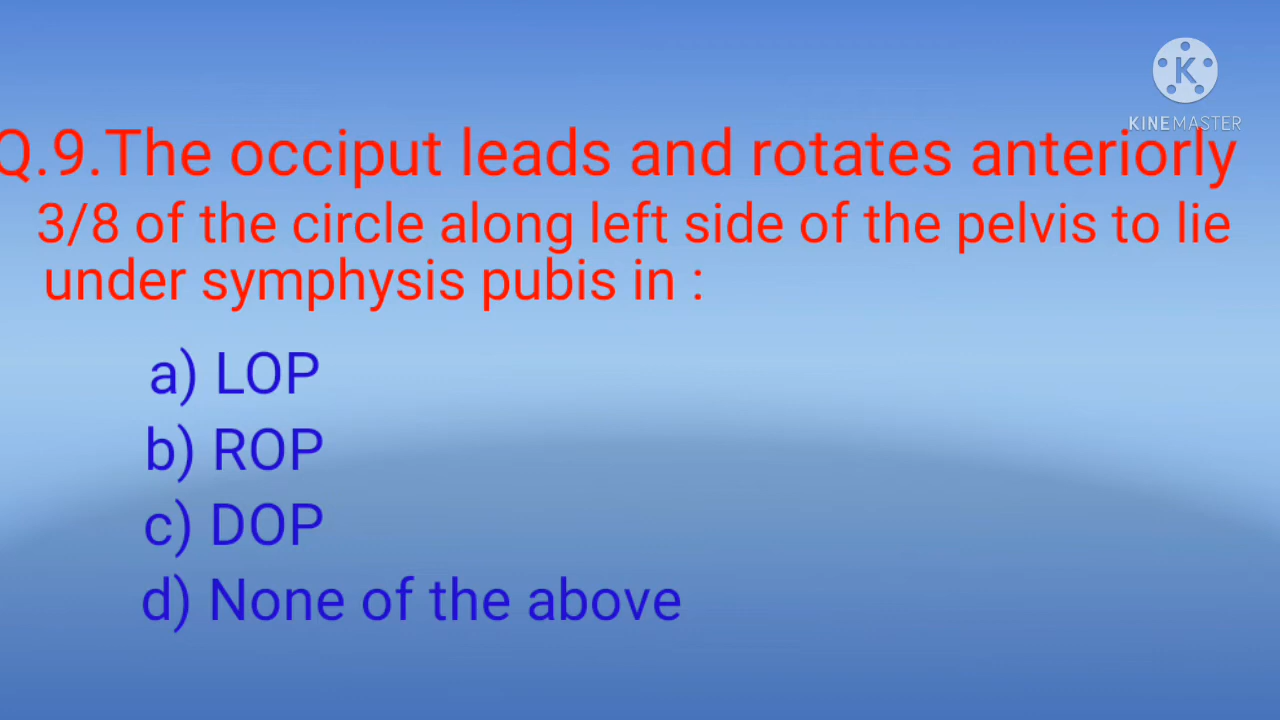 K
KINEMASTER
Q.9.The occiput leads and rotates anteriorly
3/8 of the circle along left side of the pelvis to lie
under symphysis pubis in :
a) LOP
b) ROP
c) DOP
d) None of the above